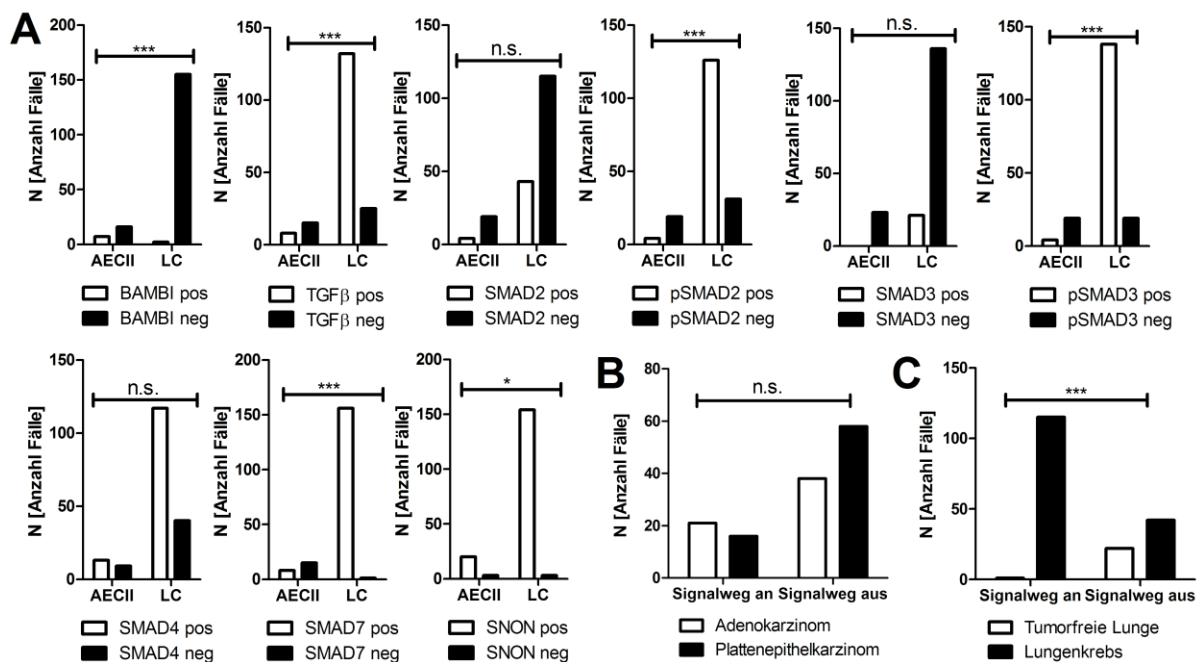 A
200
150
100
50
0
N [Anzahl Fälle]
***
AECII LC
BAMBI pos
BAMBI neg
150
100
50
0
N [Anzahl Fälle]
***
AECII LC
TGFβ pos
TGFβ neg
150
100
50
0
N [Anzahl Fälle]
n.s.
AECII LC
SMAD2 pos
SMAD2 neg
150
100
50
0
N [Anzahl Fälle]
***
AECII LC
pSMAD2 pos
pSMAD2 neg
150
100
50
0
N [Anzahl Fälle]
n.s.
AECII LC
SMAD3 pos
SMAD3 neg
150
100
50
0
N [Anzahl Fälle]
***
AECII LC
pSMAD3 pos
pSMAD3 neg
150
100
50
0
N [Anzahl Fälle]
n.s.
AECII LC
SMAD4 pos
SMAD4 neg
200
150
100
50
0
N [Anzahl Fälle]
***
AECII LC
SMAD7 pos
SMAD7 neg
200
150
100
50
0
N [Anzahl Fälle]
*
AECII LC
SNON pos
SNON neg
B
80
60
40
20
0
N [Anzahl Fälle]
n.s.
Signalweg an Signalweg aus
Adenokarzinom
Plattenepithelkarzinom
C
150
100
50
0
N [Anzahl Fälle]
***
Signalweg an Signalweg aus
Tumorfreie Lunge
Lungenkrebs